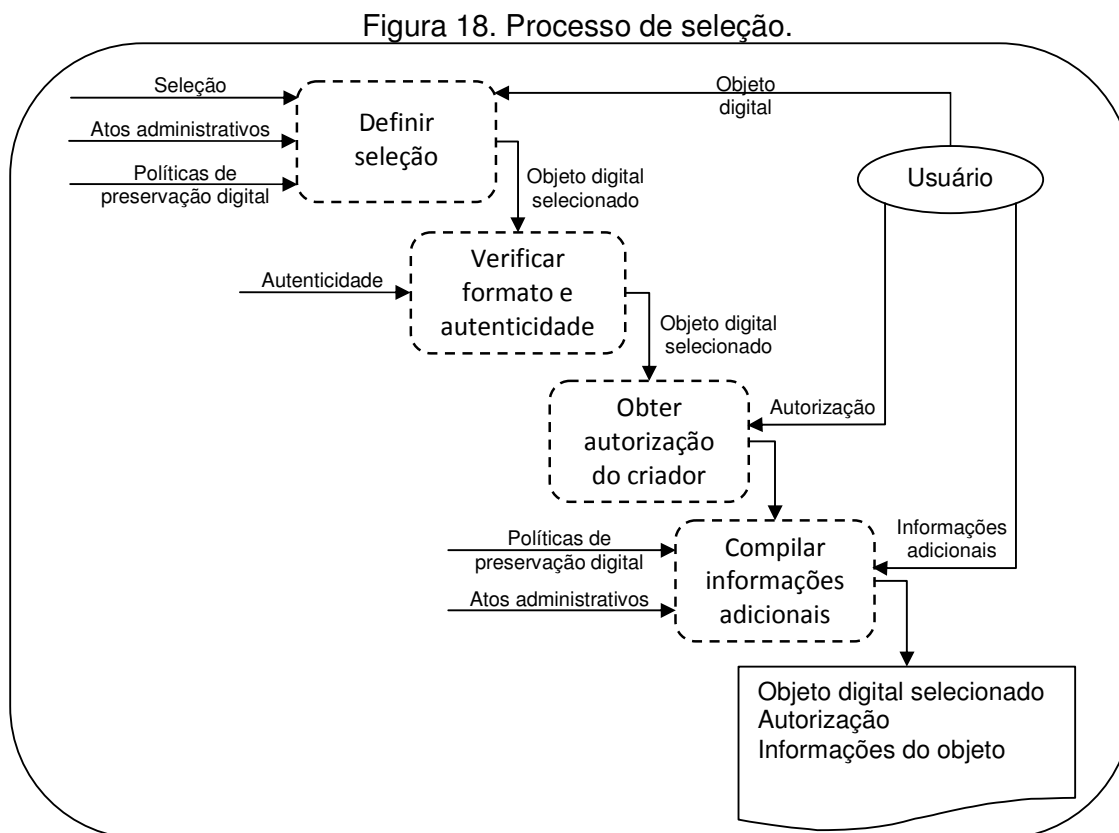 Figura 18. Processo de seleção.
Seleção
Atos administrativos
Políticas de
preservação digital
Definir
seleção
Objeto
digital
Usuário
Objeto digital
selecionado
Autenticidade
Verificar
formato e
autenticidade
Objeto digital
selecionado
Obter
autorização
do criador
Autorização
Políticas de
preservação digital
Atos administrativos
Compilar
informações
adicionais
Informações
adicionais
Objeto digital selecionado
Autorização
Informações do objeto